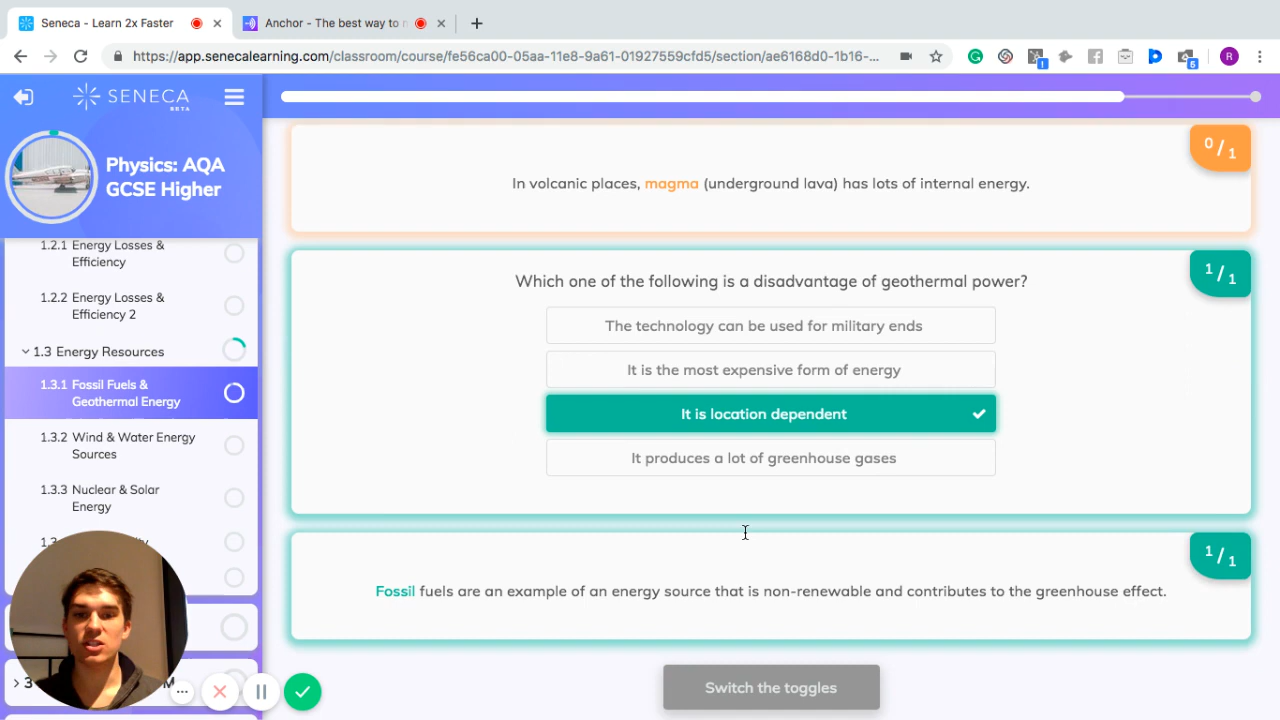 Seneca - Learn 2x Faster
Anchor - The best way to
https://app.senecalearning.com/classroom/course/fe56ca00-05aa-11e8-9a61-01927559cfd5/section/ae6168d0-1b16-...
1
5
R
SENECA
BETA
Physics: AQA
GCSE Higher
1.2.1 Energy Losses &
Efficiency
1.2.2 Energy Losses &
Efficiency 2
1.3 Energy Resources
1.3.1 Fossil Fuels &
Geothermal Energy
1.3.2 Wind & Water Energy
Sources
1.3.3 Nuclear & Solar
Energy
3
0/1
In volcanic places, magma (underground lava) has lots of internal energy.
1/1
Which one of the following is a disadvantage of geothermal power?
The technology can be used for military ends
It is the most expensive form of energy
It is location dependent
It produces a lot of greenhouse gases
1/1
Fossil fuels are an example of an energy source that is non-renewable and contributes to the greenhouse effect.
Switch the toggles